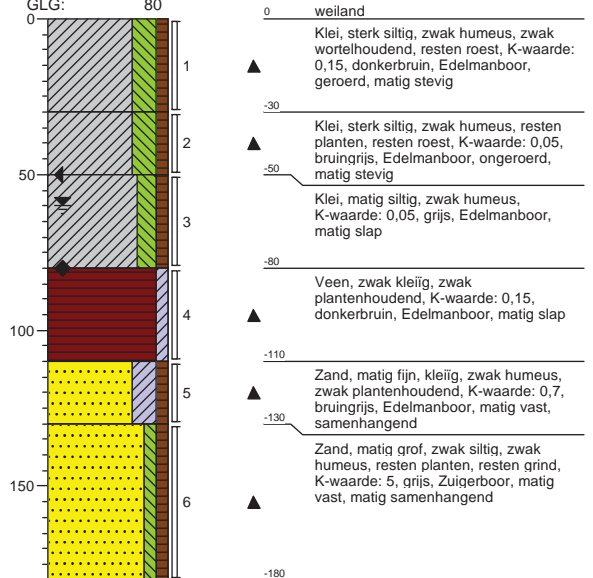 GLG: 80
0
50
100
150
1
2
3
4
5
6
0 weiland
Klei, sterk siltig, zwak humeus, zwak
wortelhoudend, resten roest, K-waarde:
0,15, donkerbruin, Edelmanboor,
geroerd, matig stevig
-30
Klei, sterk siltig, zwak humeus, resten
planten, resten roest, K-waarde: 0,05,
bruingrijs, Edelmanboor, ongeroerd,
matig stevig
-50
Klei, matig siltig, zwak humeus,
K-waarde: 0,05, grijs, Edelmanboor,
matig slap
-80
Veen, zwak kleiïg, zwak
plantenhoudend, K-waarde: 0,15,
donkerbruin, Edelmanboor, matig slap
-110
Zand, matig fijn, kleiïg, zwak humeus,
zwak plantenhoudend, K-waarde: 0,7,
bruingrijs, Edelmanboor, matig vast,
samenhangend
-130
Zand, matig grof, zwak siltig, zwak
humeus, resten planten, resten grind,
K-waarde: 5, grijs, Zuigerboor, matig
vast, matig samenhangend
-180